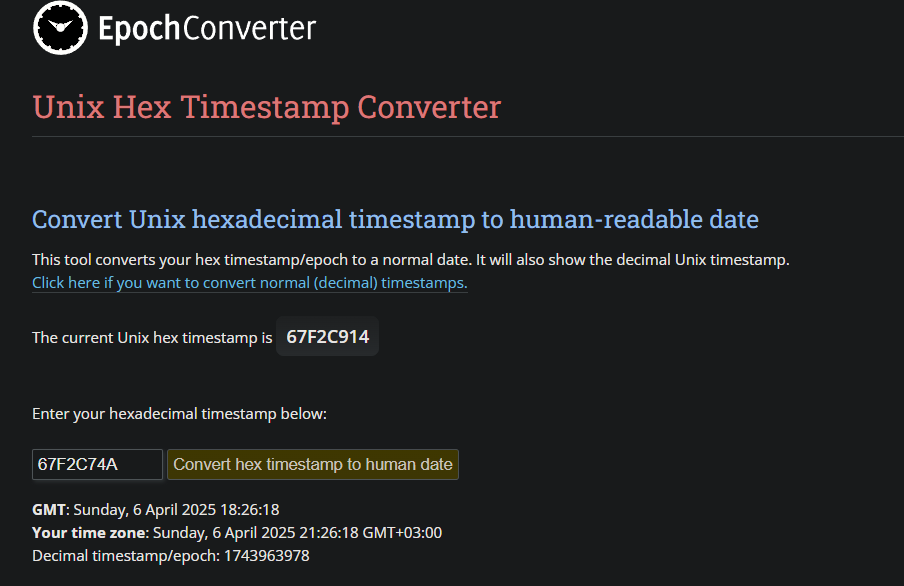 EpochConverter
Unix Hex Timestamp Converter
Convert Unix hexadecimal timestamp to human-readable date
This tool converts your hex timestamp/epoch to a normal date. It will also show the decimal Unix timestamp.
Click here if you want to convert normal (decimal) timestamps.
The current Unix hex timestamp is 67F2C914
Enter your hexadecimal timestamp below:
67F2C74A Convert hex timestamp to human date
GMT: Sunday, 6 April 2025 18:26:18
Your time zone: Sunday, 6 April 2025 21:26:18 GMT+03:00
Decimal timestamp/epoch: 1743963978